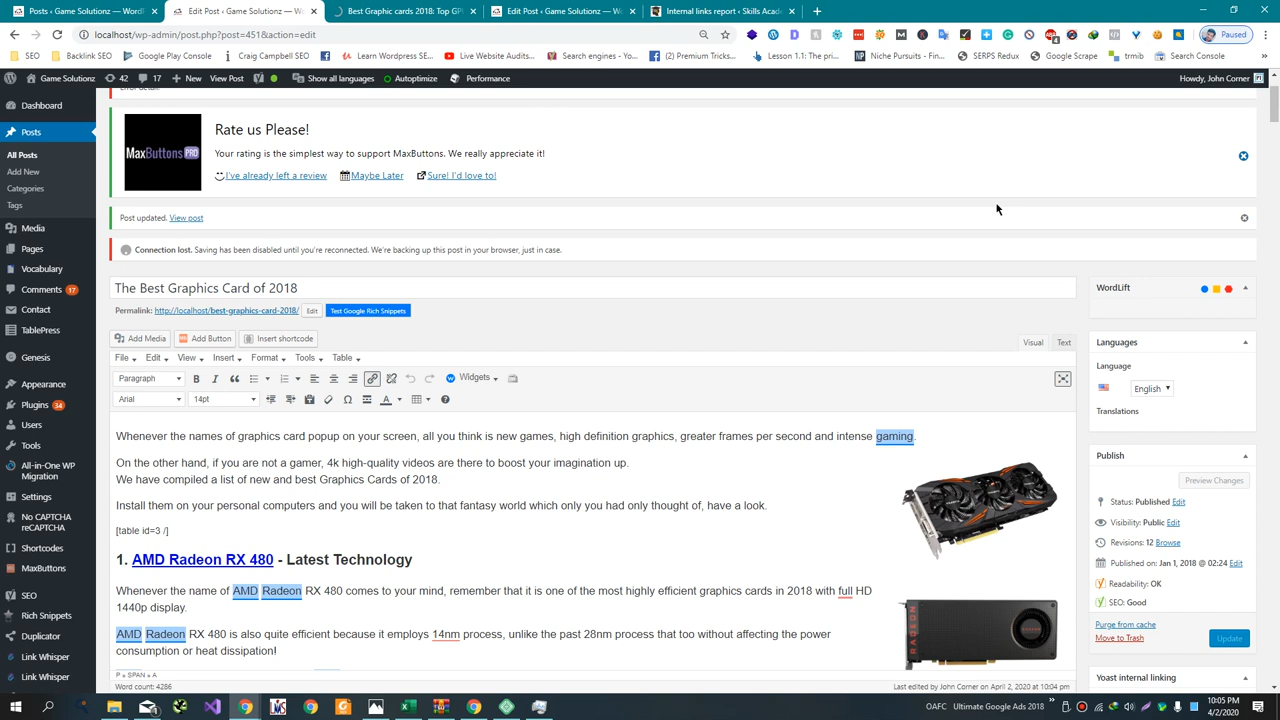 Posts ‹ Game Solutionz — WordPr
Edit Post ‹ Game Solutionz — W
Best Graphic cards 2018: Top GP
Edit Post ‹ Game Solutionz — W
Internal links report ‹ Skills Acade
localhost/wp-admin/post.php?post=451&action=edit
Paused
SEO
Backlink SEO
Google Play Console
Craig Campbell SEO
Learn Wordpress SE...
Live Website Audits...
Search engines - Yo...
(2) Premium Tricks...
Lesson 1.1: The pri...
Niche Pursuits - Fin...
SERPS Redux
Google Scrape
trmib
Search Console
Game Solutionz
42
17
New
View Post
Show all languages
Autoptimize
Performance
Howdy, John Corner
Dashboard
Posts
All Posts
Add New
Categories
Tags
Media
Pages
Vocabulary
Comments 17
Contact
TablePress
Genesis
Appearance
Plugins 34
Users
Tools
All-in-One WP
Migration
Settings
No CAPTCHA
reCAPTCHA
Shortcodes
MaxButtons
SEO
Rich Snippets
Duplicator
Link Whisper
Link Whisper
Error detail:
MaxButtons PRO
Rate us Please!
Your rating is the simplest way to support MaxButtons. We really appreciate it!
I've already left a review
Maybe Later
Sure! I'd love to!
Post updated. View post
Connection lost. Saving has been disabled until you're reconnected. We're backing up this post in your browser, just in case.
The Best Graphics Card of 2018
Permalink: http://localhost/best-graphics-card-2018/ Edit Test Google Rich Snippets
Add Media
Add Button
Insert shortcode
Visual
Text
File
Edit
View
Insert
Format
Tools
Table
Paragraph
Widgets
Arial
14pt
Whenever the names of graphics card popup on your screen, all you think is new games, high definition graphics, greater frames per second and intense gaming.
On the other hand, if you are not a gamer, 4k high-quality videos are there to boost your imagination up.
We have compiled a list of new and best Graphics Cards of 2018.
Install them on your personal computers and you will be taken to that fantasy world which only you had only thought of, have a look.
[table id=3 /]
1. AMD Radeon RX 480 - Latest Technology
Whenever the name of AMD Radeon RX 480 comes to your mind, remember that it is one of the most highly efficient graphics cards in 2018 with full HD
1440p display.
AMD Radeon RX 480 is also quite efficient because it employs 14nm process, unlike the past 28nm process that too without affecting the power
consumption or heat dissipation!
RADEON
P » SPAN » A
Word count: 4286
Last edited by John Corner on April 2, 2020 at 10:04 pm
WordLift
Languages
Language
English
Translations
Publish
Preview Changes
Status: Published Edit
Visibility: Public Edit
Revisions: 12 Browse
Published on: Jan 1, 2018 @ 02:24 Edit
Readability: OK
SEO: Good
Purge from cache
Move to Trash
Update
Yoast internal linking
OAFC
Ultimate Google Ads 2018
10:05 PM
4/2/2020